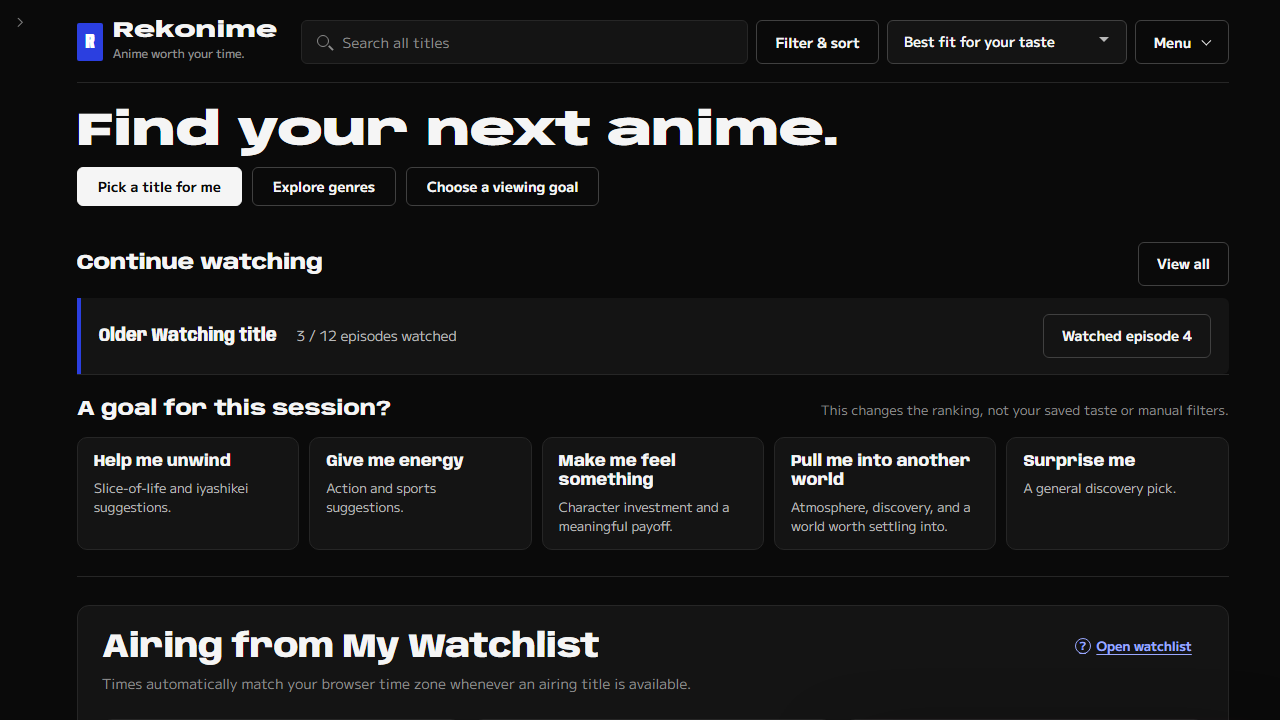 R
Rekonime
Anime worth your time.
Search all titles
Filter & sort
Best fit for your taste
Menu
Find your next anime.
Pick a title for me
Explore genres
Choose a viewing goal
Continue watching
View all
Older Watching title
3 / 12 episodes watched
Watched episode 4
A goal for this session?
This changes the ranking, not your saved taste or manual filters.
Help me unwind
Slice-of-life and iyashikei
suggestions.
Give me energy
Action and sports
suggestions.
Make me feel
something
Character investment and a
meaningful payoff.
Pull me into another
world
Atmosphere, discovery, and a
world worth settling into.
Surprise me
A general discovery pick.
Airing from My Watchlist
? Open watchlist
Times automatically match your browser time zone whenever an airing title is available.